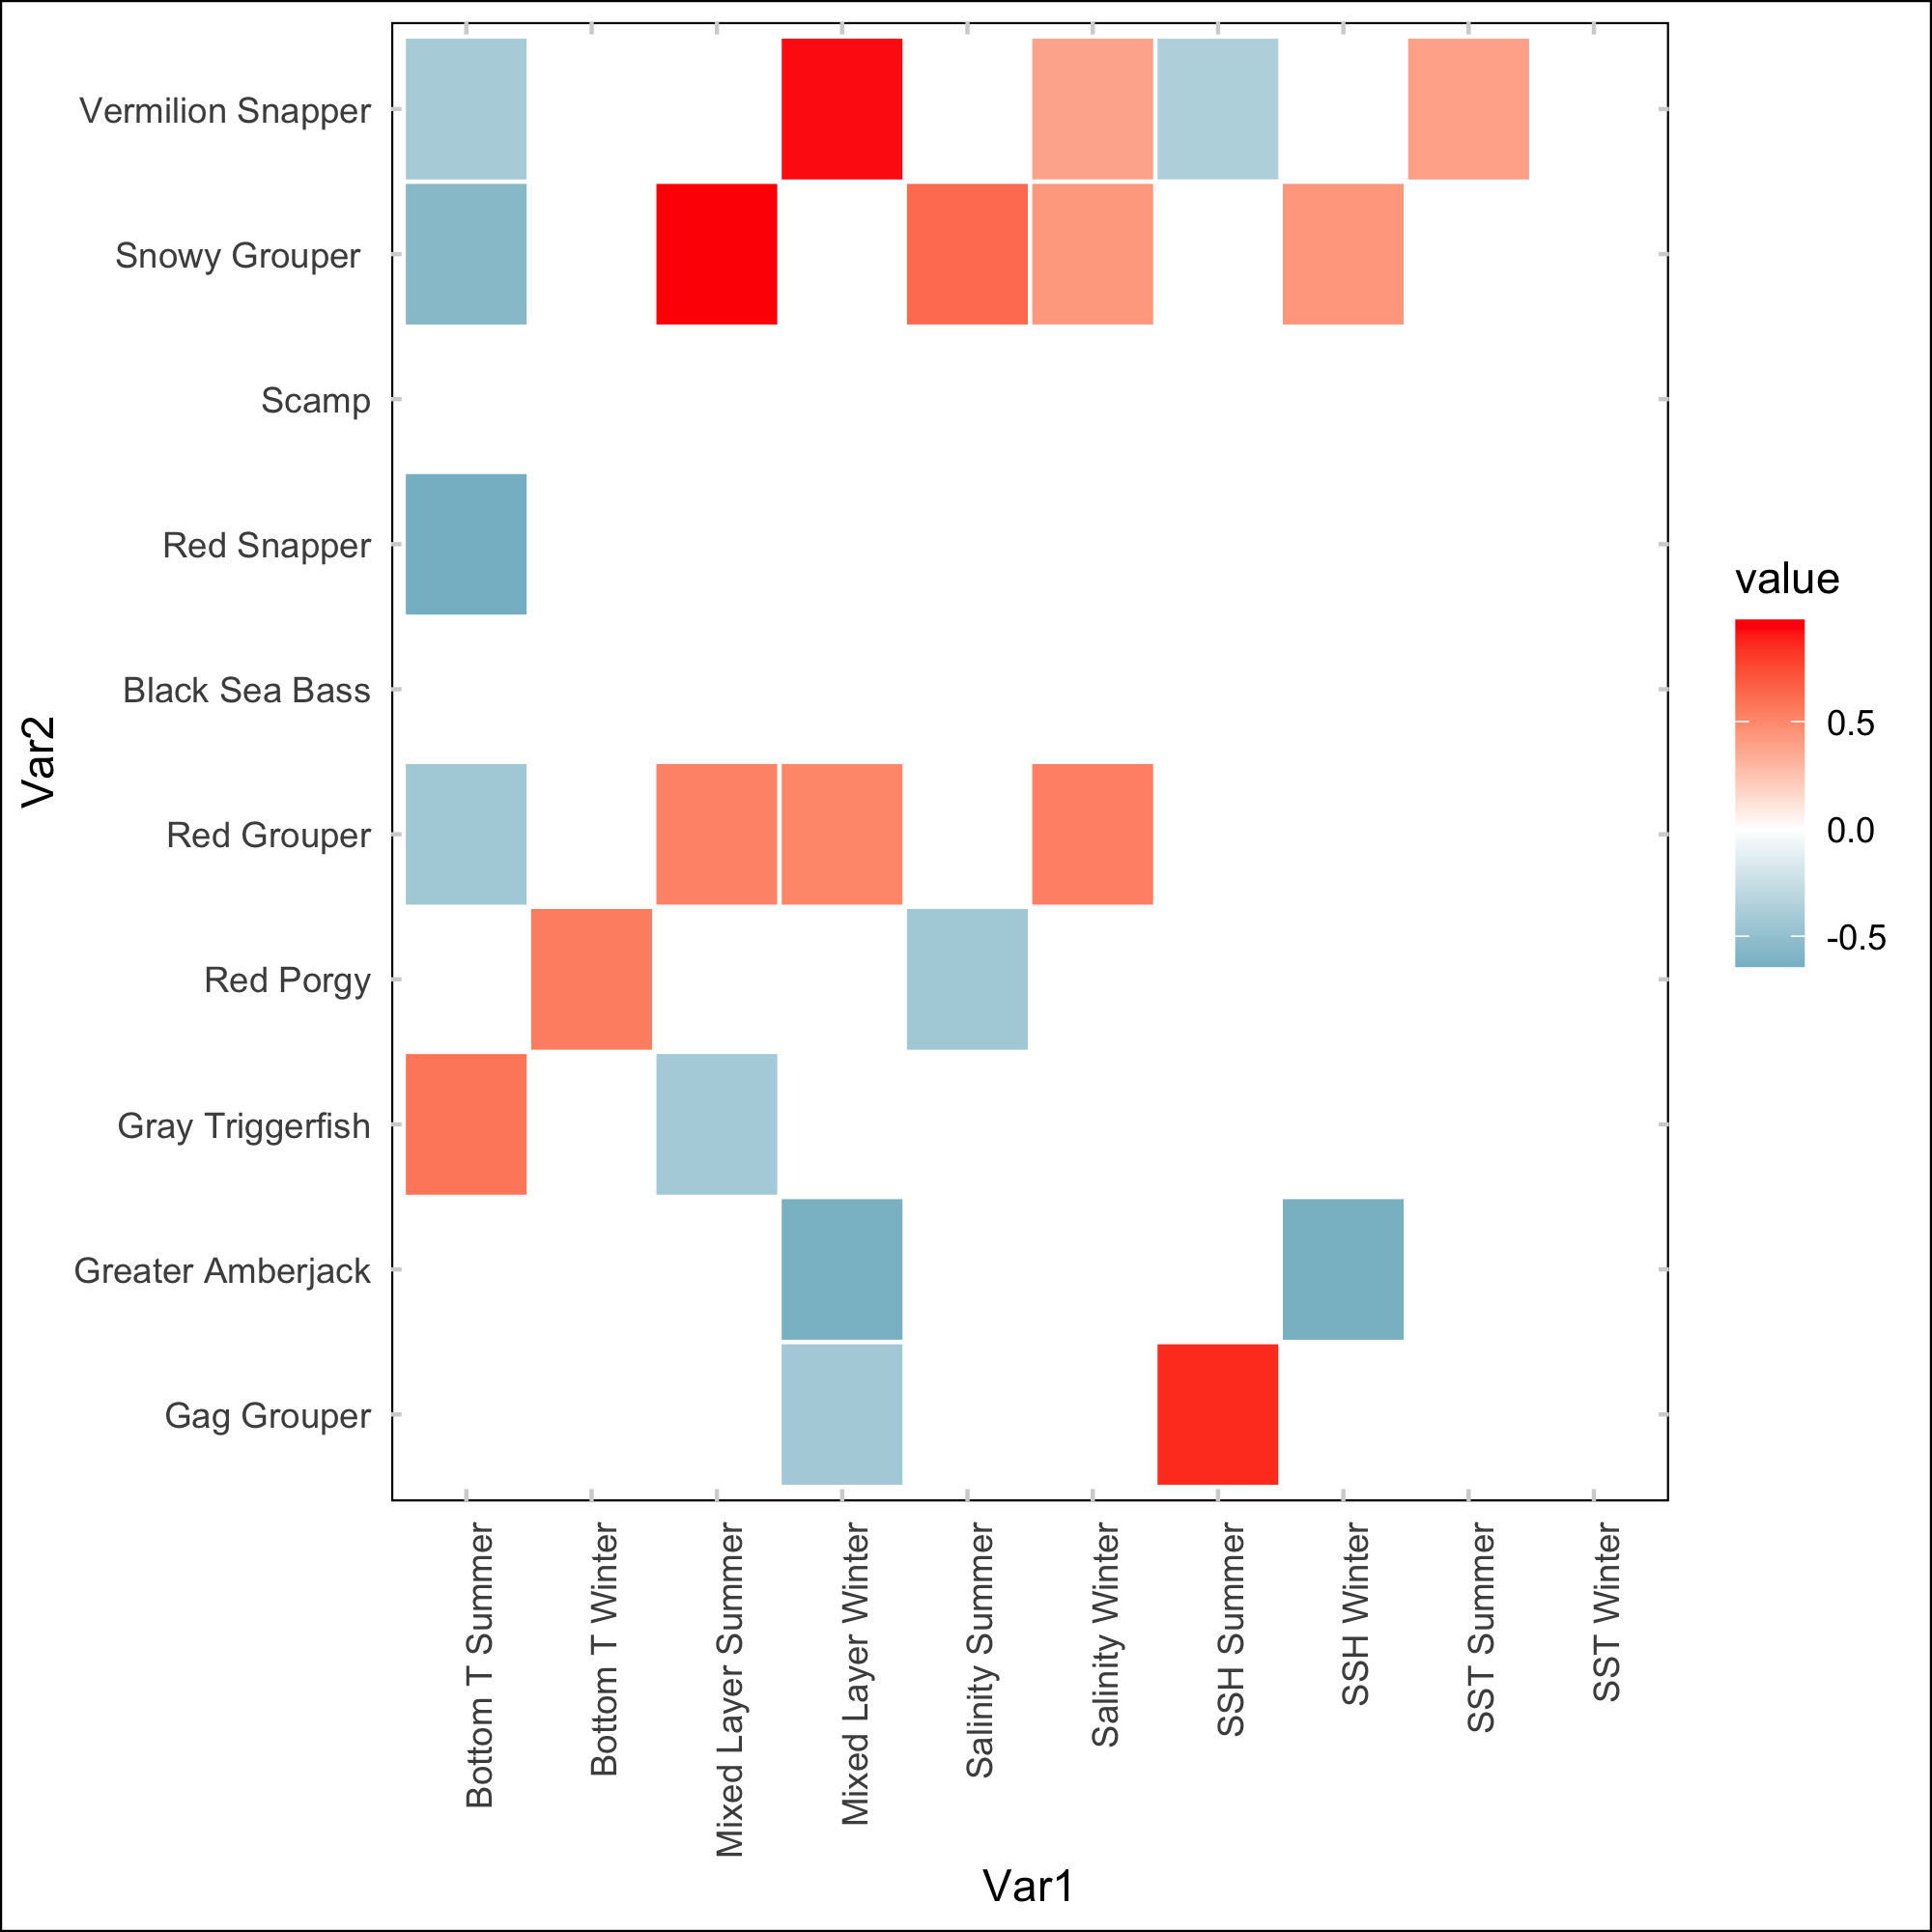 Vermilion Snapper
Snowy Grouper
Scamp
Red Snapper
Black Sea Bass
Red Grouper
Red Porgy
Gray Triggerfish
Greater Amberjack
Gag Grouper
Var2
Bottom T Summer
Bottom T Winter
Mixed Layer Summer
Mixed Layer Winter
Salinity Summer
Salinity Winter
SSH Summer
SSH Winter
SST Summer
SST Winter
Var1
value
0.5
0.0
-0.5